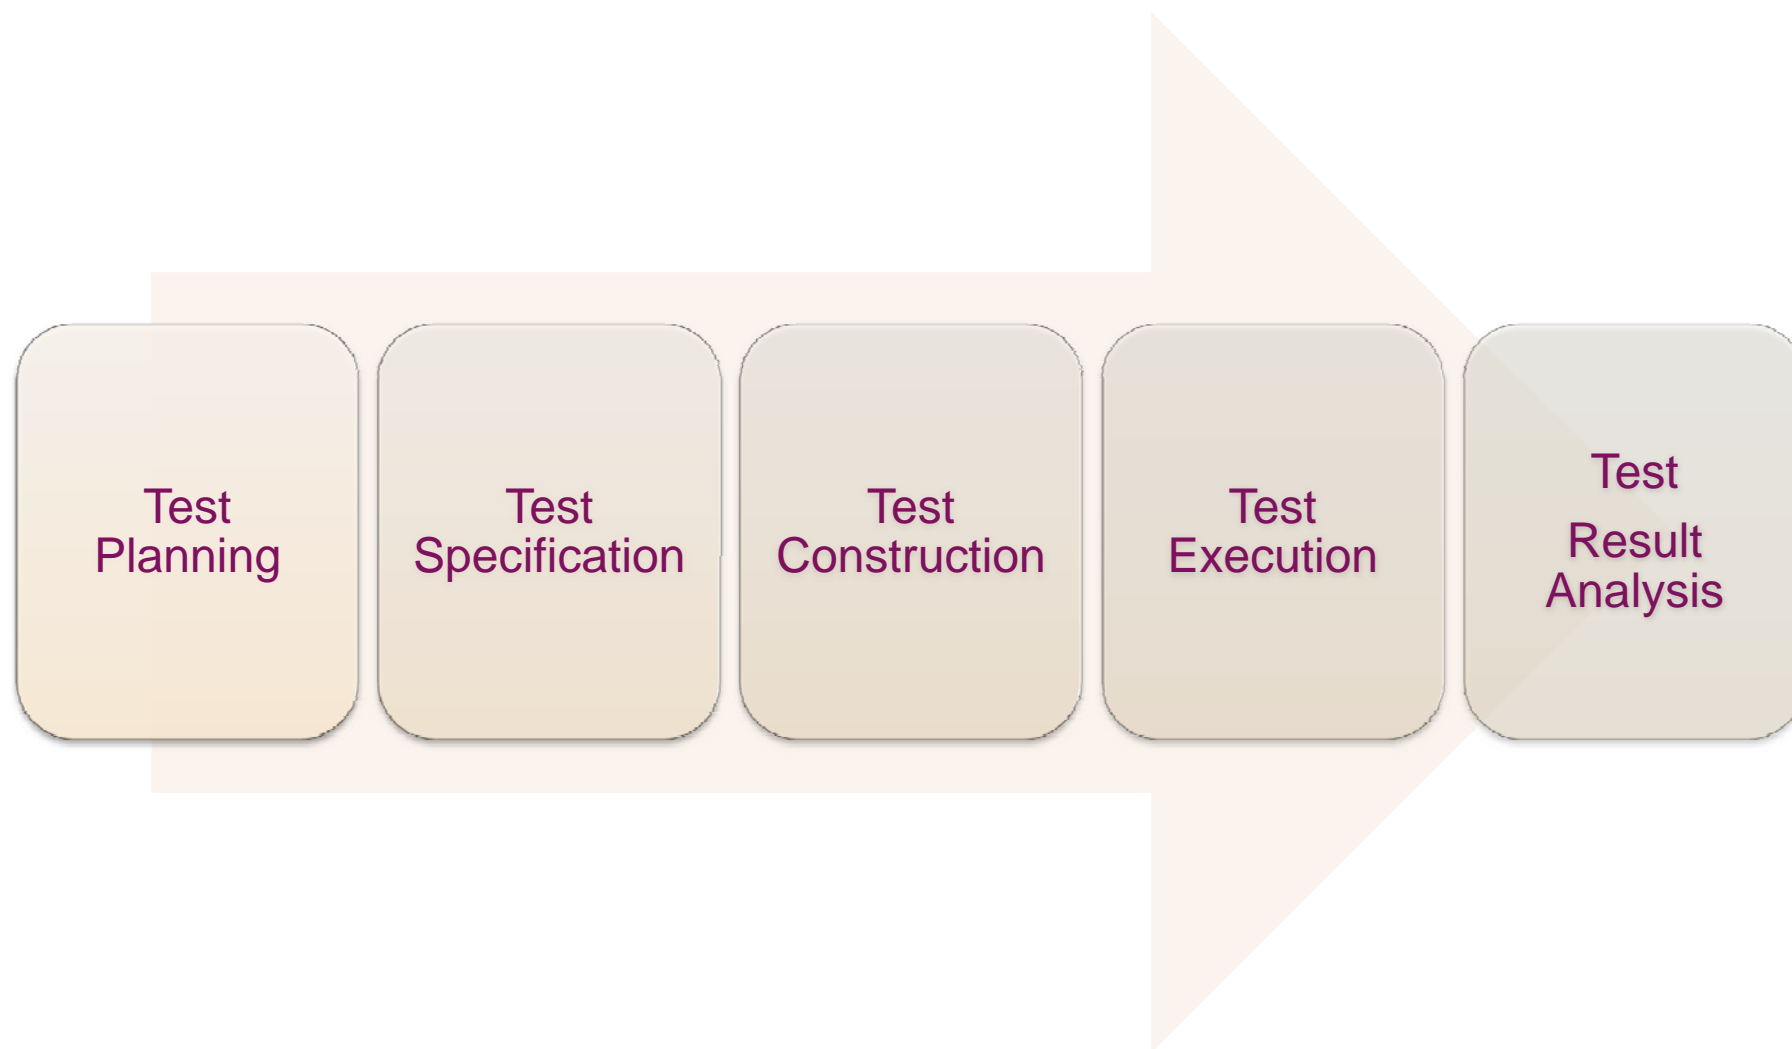 Test
Planning
Test
Specification
Test
Construction
Test
Execution
Test
Result
Analysis